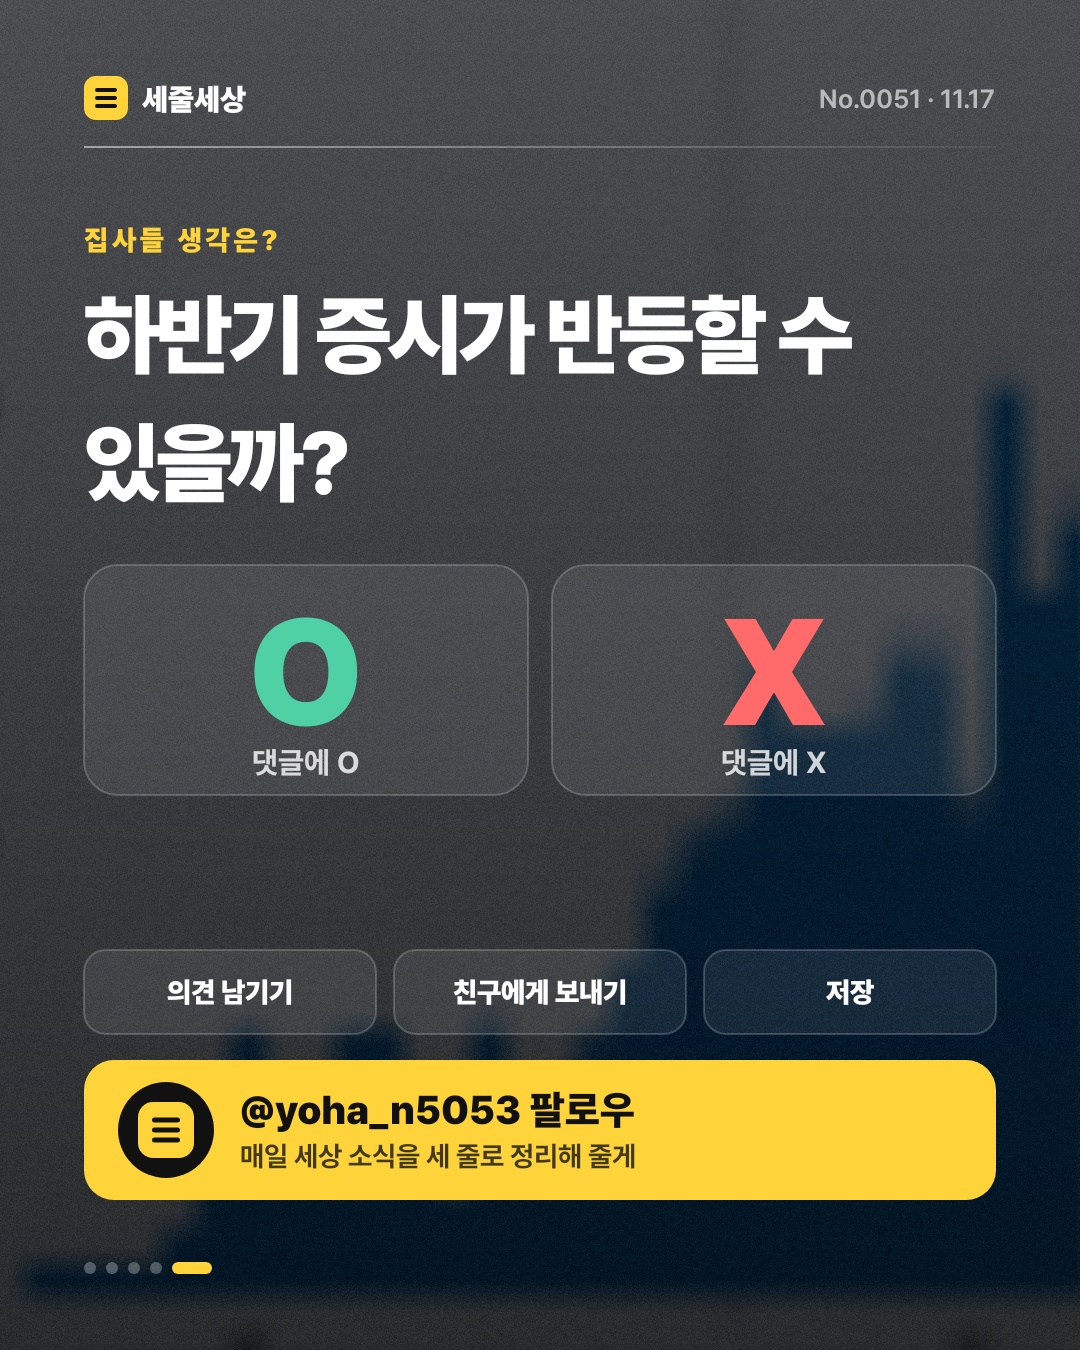 세줄세상
No.0051 · 11.17
집사들 생각은?
하반기 증시가 반등할 수
있을까?
O
댓글에 O
X
댓글에 X
의견 남기기
친구에게 보내기
저장
@yoha_n5053 팔로우
매일 세상 소식을 세 줄로 정리해 줄게